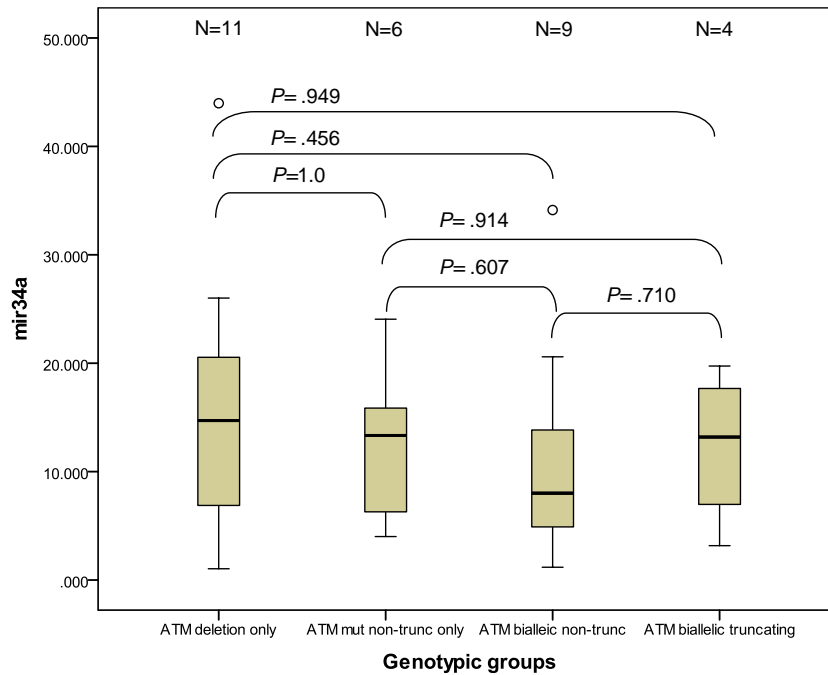 N=11 N=6 N=9 N=4
50.000
P= .949
40.000
P= .456
P=1.0
P= .914
30.000
P= .607
P= .710
mir34a
20.000
10.000
.000
ATM deletion only ATM mut non-trunc only ATM bialleic non-trunc ATM biallelic truncating
Genotypic groups